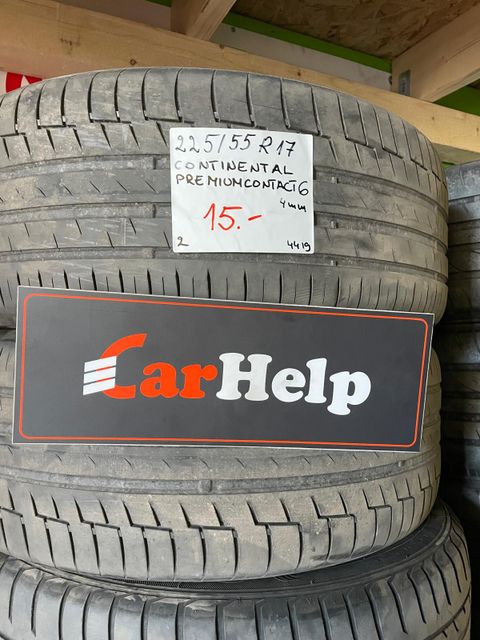 225/55 R17
CONTINENTAL
PREMIUMCONTACT6
4mm
15.-
2
4419
CarHelp